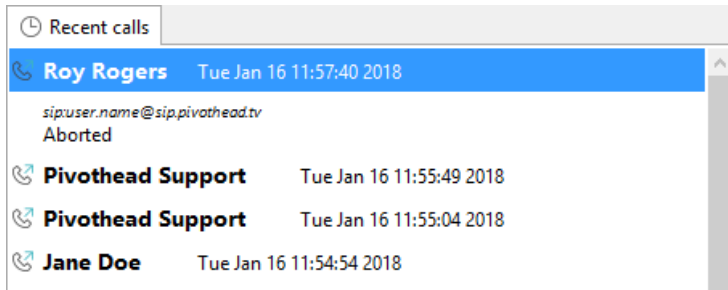 Recent calls
Roy Rogers Tue Jan 16 11:57:40 2018
sip:user.name@sip.pivothead.tv
Aborted
Pivothead Support Tue Jan 16 11:55:49 2018
Pivothead Support Tue Jan 16 11:55:04 2018
Jane Doe Tue Jan 16 11:54:54 2018